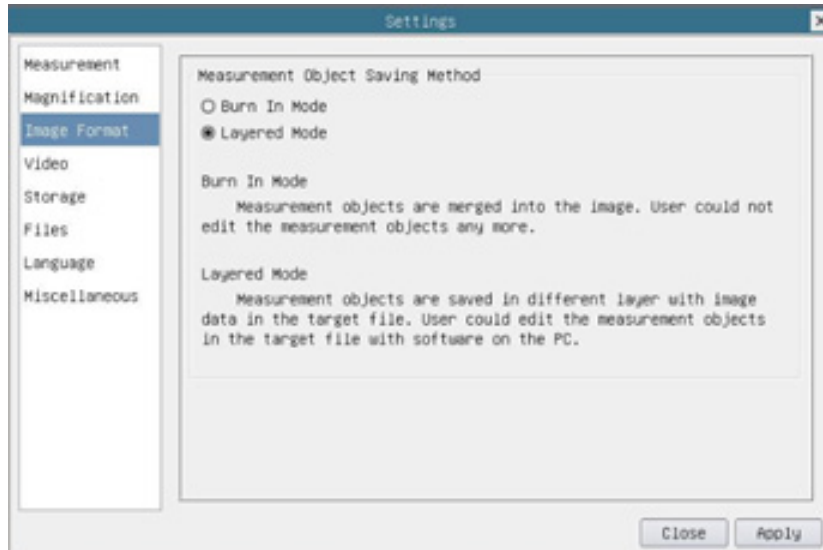 Settings
Measurement
Magnification
Image Format
Video
Storage
Files
Language
Miscellaneous
Measurement Object Saving Method
Burn In Mode
Layered Mode
Burn In Mode
Measurement objects are merged into the image. User could not
edit the measurement objects any more.
Layered Mode
Measurement objects are saved in different layer with image
data in the target file. User could edit the measurement objects
in the target file with software on the PC.
Close
Apply